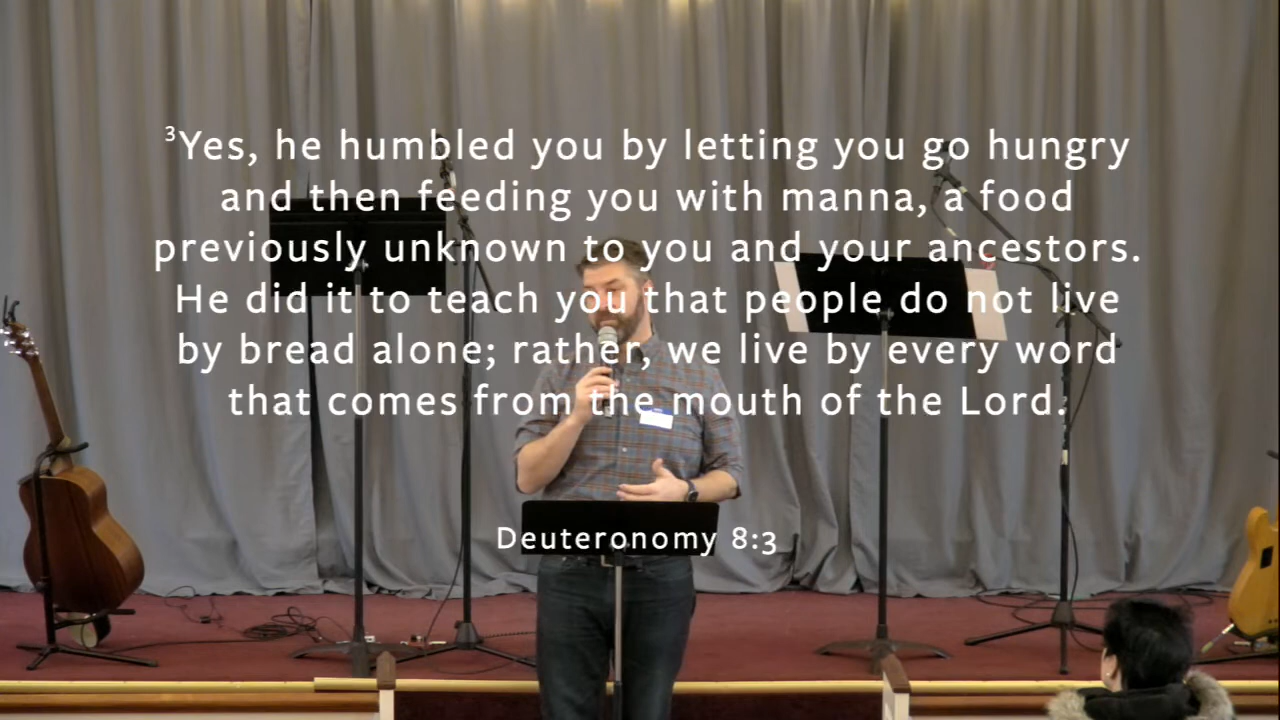 ³Yes, he humbled you by letting you go hungry
and then feeding you with manna, a food
previously unknown to you and your ancestors.
He did it to teach you that people do not live
by bread alone; rather, we live by every word
that comes from the mouth of the Lord.
Deuteronomy 8:3